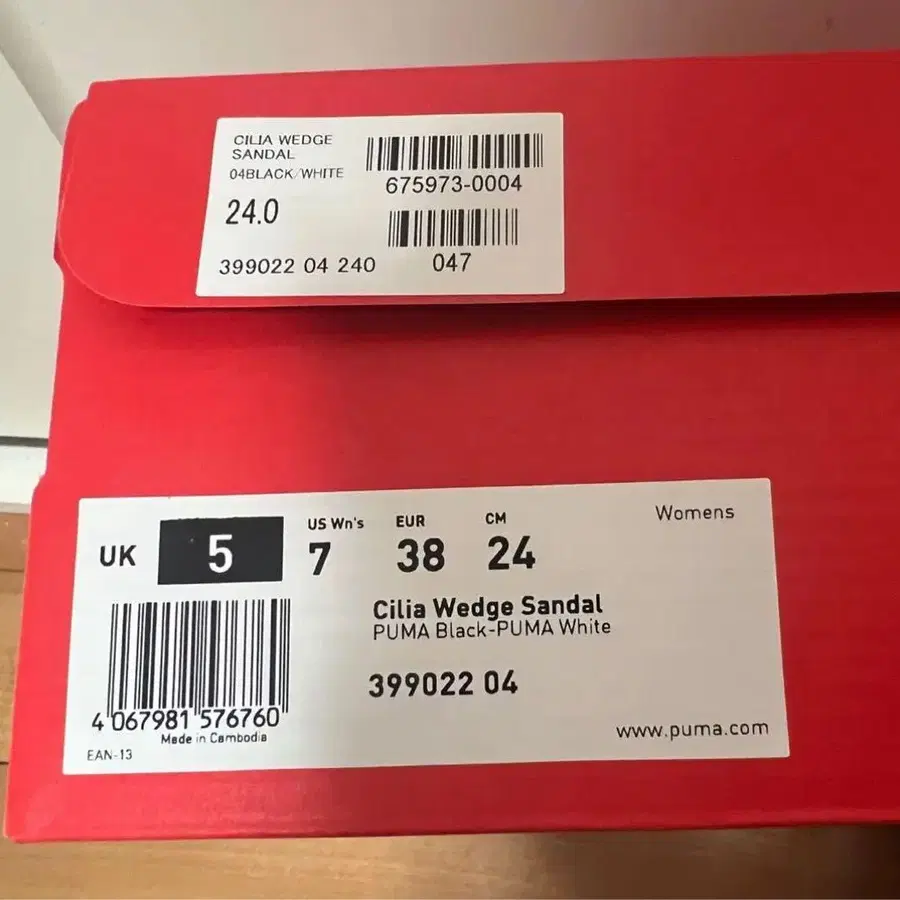 CILIA WEDGE
SANDAL
04BLACK/WHITE
675973-0004
24.0
399022 04 240
047
UK 5
US Wn's EUR CM
7 38 24
Womens
Cilia Wedge Sandal
PUMA Black-PUMA White
399022 04
4 067981 576760
Made in Cambodia
EAN-13
www.puma.com